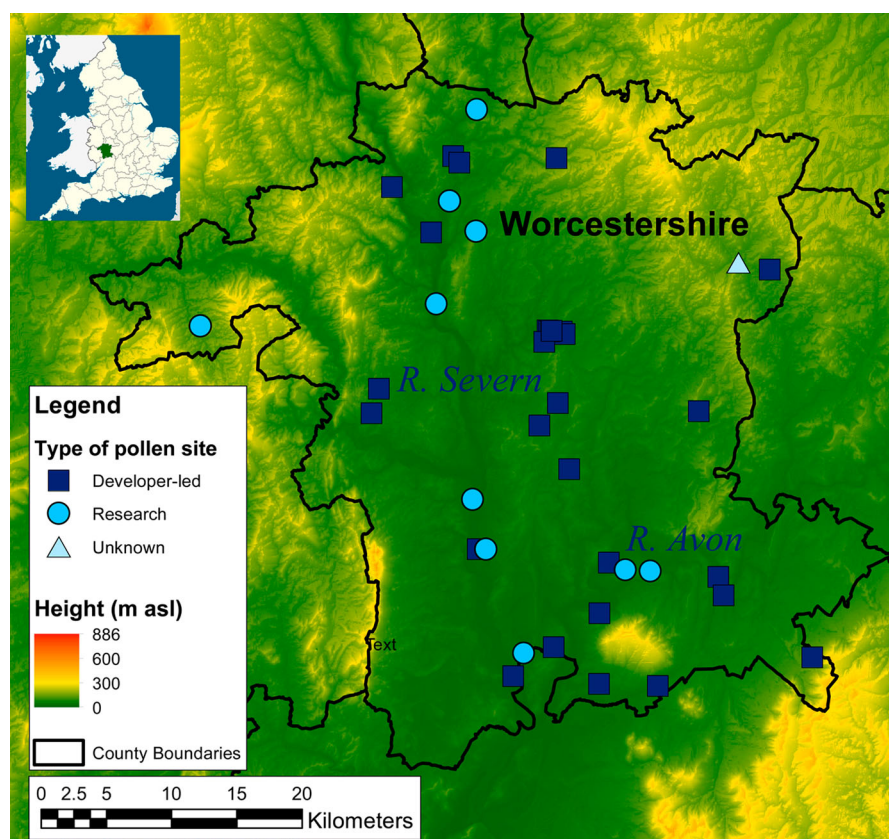 Worcestershire
R. Severn
R. Avon
Text
Legend
Type of pollen site
Developer-led
Research
Unknown
Height (m asl)
886
600
300
0
County Boundaries
0 2.5 5 10 15 20
Kilometers